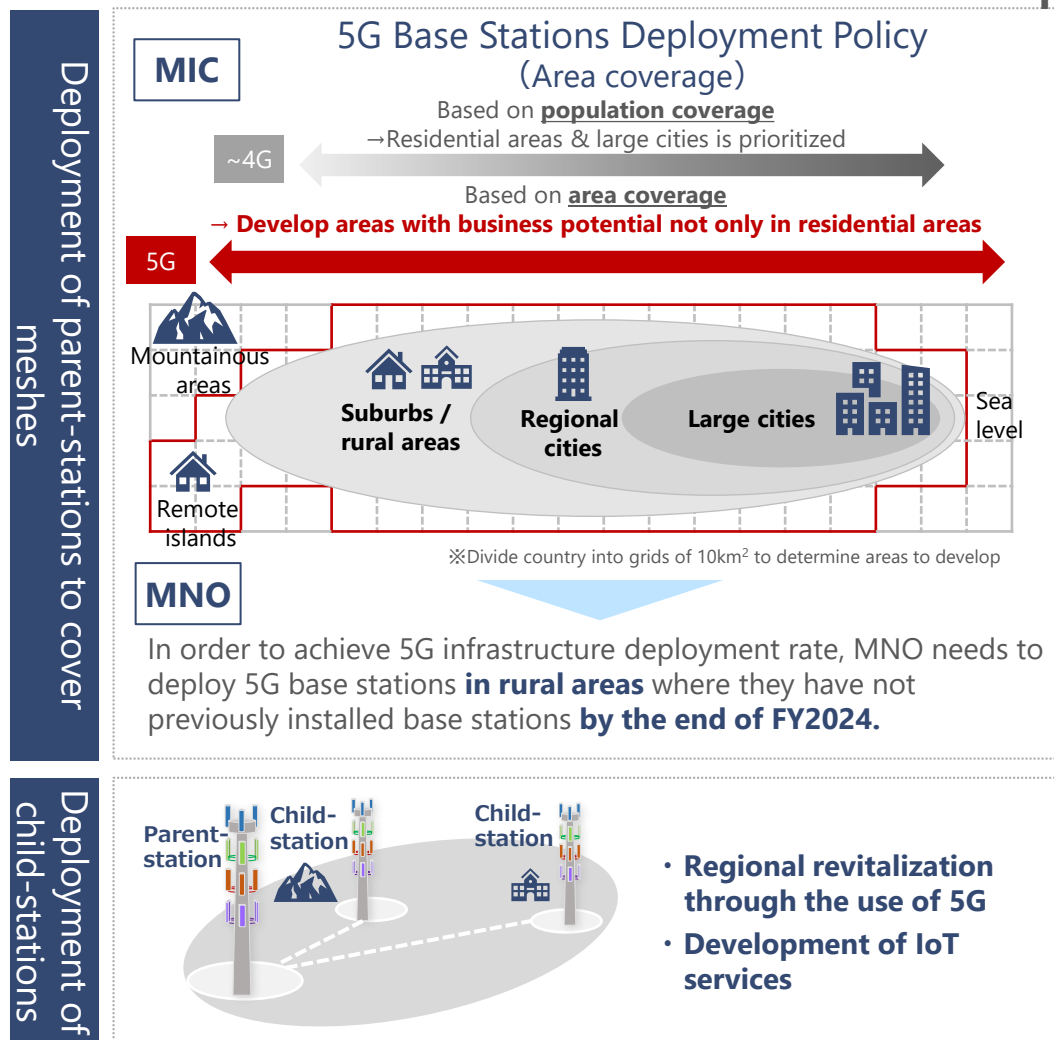 Deployment of parent-stations to cover
meshes
MIC
5G Base Stations Deployment Policy
（Area coverage）
Based on population coverage
→Residential areas & large cities is prioritized
~4G
Based on area coverage
→ Develop areas with business potential not only in residential areas
5G
Mountainous
areas
Suburbs /
rural areas
Regional
cities
Large cities
Sea
level
Remote
islands
※Divide country into grids of 10km² to determine areas to develop
MNO
In order to achieve 5G infrastructure deployment rate, MNO needs to
deploy 5G base stations in rural areas where they have not
previously installed base stations by the end of FY2024.
Deployment of
child-stations
Parent-
station
Child-
station
Child-
station
・Regional revitalization
through the use of 5G
・Development of IoT
services